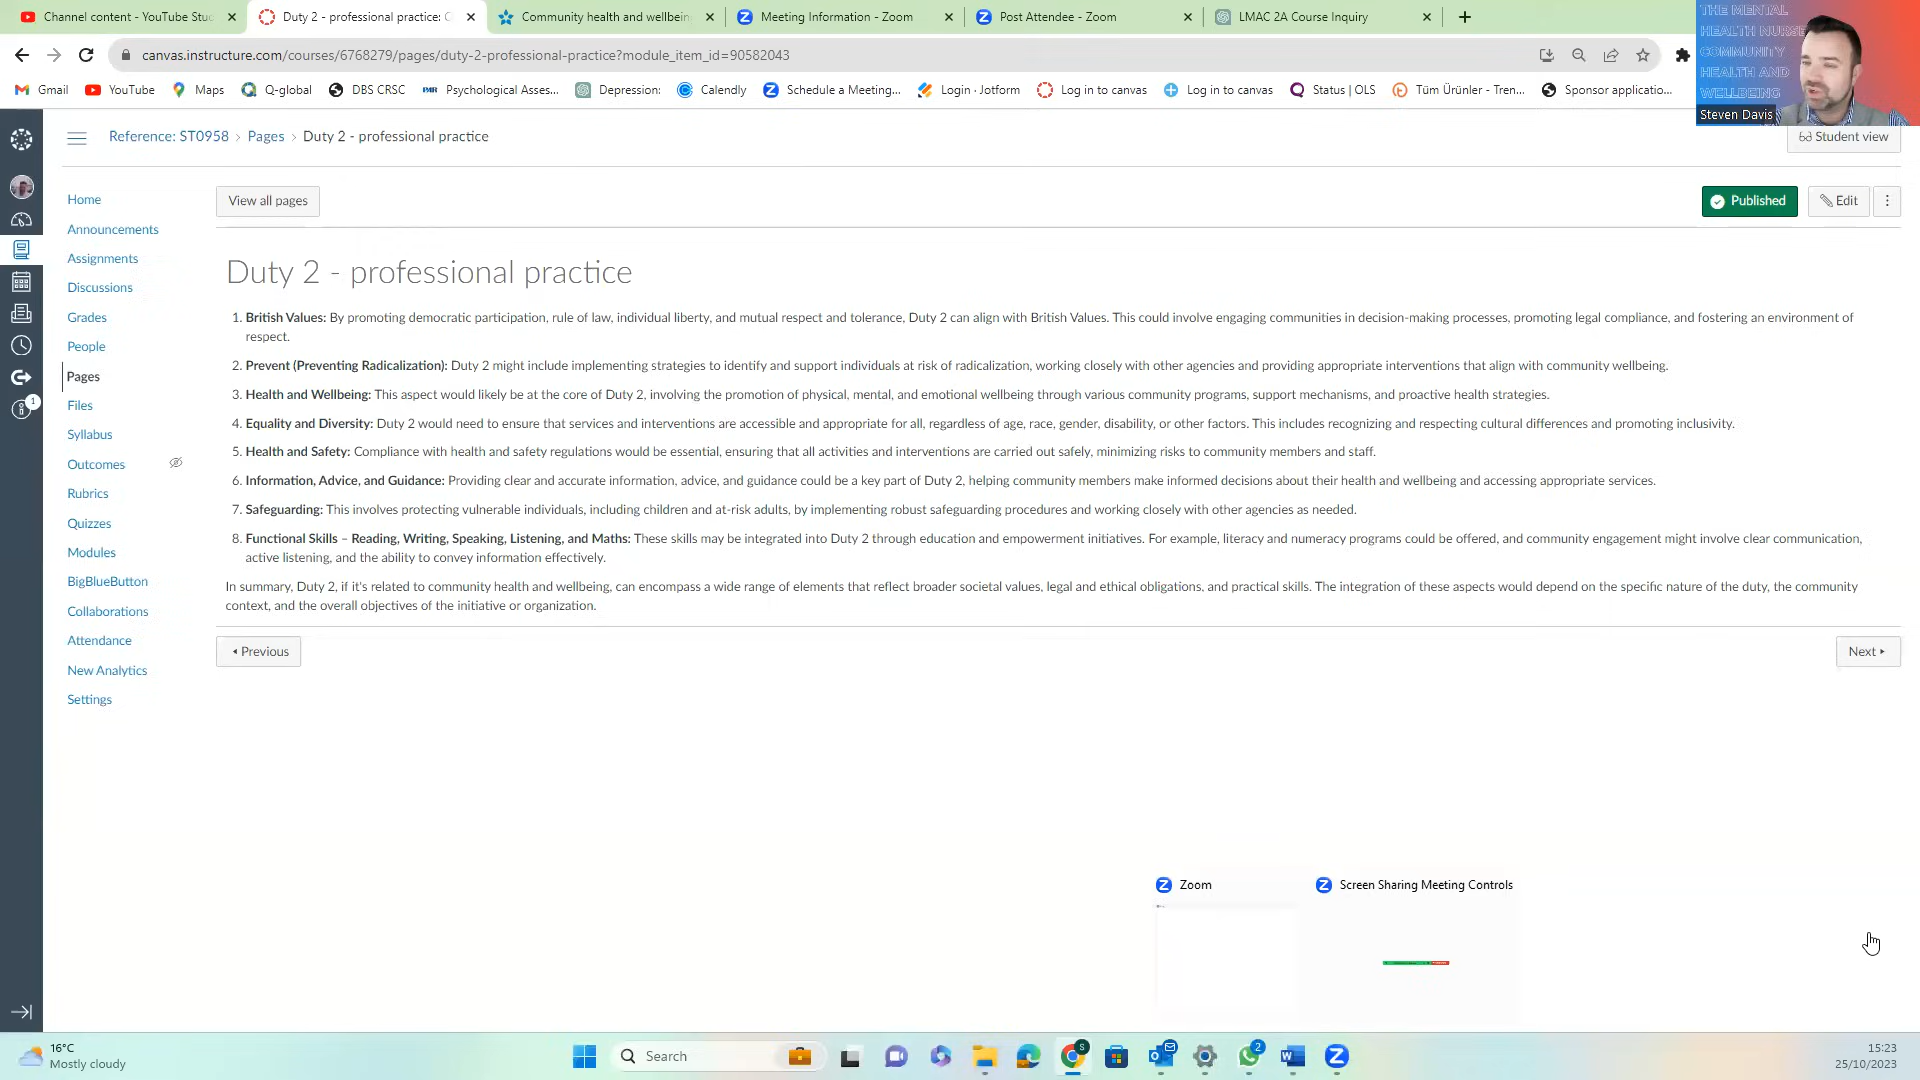 Channel content - YouTube Stu
Duty 2 - professional practice: C
Community health and wellbein
Meeting Information - Zoom
Post Attendee - Zoom
LMAC 2A Course Inquiry
canvas.instructure.com/courses/6768279/pages/duty-2-professional-practice?module_item_id=90582043
Gmail
YouTube
Maps
Q-global
DBS CRSC
Psychological Asses...
Depression:
Calendly
Schedule a Meeting...
Login · Jotform
Log in to canvas
Log in to canvas
Status | OLS
Tüm Ürünler - Tren...
Sponsor applicatio...
THE MENTAL
HEALTH NURSE
COMMUNITY
HEALTH AND
WELLBEING
Steven Davis
Reference: ST0958 › Pages › Duty 2 - professional practice
Student view
Home
Announcements
Assignments
Discussions
Grades
People
Pages
Files
Syllabus
Outcomes
Rubrics
Quizzes
Modules
BigBlueButton
Collaborations
Attendance
New Analytics
Settings
1
View all pages
Published
Edit
Duty 2 - professional practice
1. British Values: By promoting democratic participation, rule of law, individual liberty, and mutual respect and tolerance, Duty 2 can align with British Values. This could involve engaging communities in decision-making processes, promoting legal compliance, and fostering an environment of
respect.
2. Prevent (Preventing Radicalization): Duty 2 might include implementing strategies to identify and support individuals at risk of radicalization, working closely with other agencies and providing appropriate interventions that align with community wellbeing.
3. Health and Wellbeing: This aspect would likely be at the core of Duty 2, involving the promotion of physical, mental, and emotional wellbeing through various community programs, support mechanisms, and proactive health strategies.
4. Equality and Diversity: Duty 2 would need to ensure that services and interventions are accessible and appropriate for all, regardless of age, race, gender, disability, or other factors. This includes recognizing and respecting cultural differences and promoting inclusivity.
5. Health and Safety: Compliance with health and safety regulations would be essential, ensuring that all activities and interventions are carried out safely, minimizing risks to community members and staff.
6. Information, Advice, and Guidance: Providing clear and accurate information, advice, and guidance could be a key part of Duty 2, helping community members make informed decisions about their health and wellbeing and accessing appropriate services.
7. Safeguarding: This involves protecting vulnerable individuals, including children and at-risk adults, by implementing robust safeguarding procedures and working closely with other agencies as needed.
8. Functional Skills – Reading, Writing, Speaking, Listening, and Maths: These skills may be integrated into Duty 2 through education and empowerment initiatives. For example, literacy and numeracy programs could be offered, and community engagement might involve clear communication,
active listening, and the ability to convey information effectively.
In summary, Duty 2, if it's related to community health and wellbeing, can encompass a wide range of elements that reflect broader societal values, legal and ethical obligations, and practical skills. The integration of these aspects would depend on the specific nature of the duty, the community
context, and the overall objectives of the initiative or organization.
Previous
Next
Zoom
Screen Sharing Meeting Controls
16°C
Mostly cloudy
Search
S
2
15:23
25/10/2023